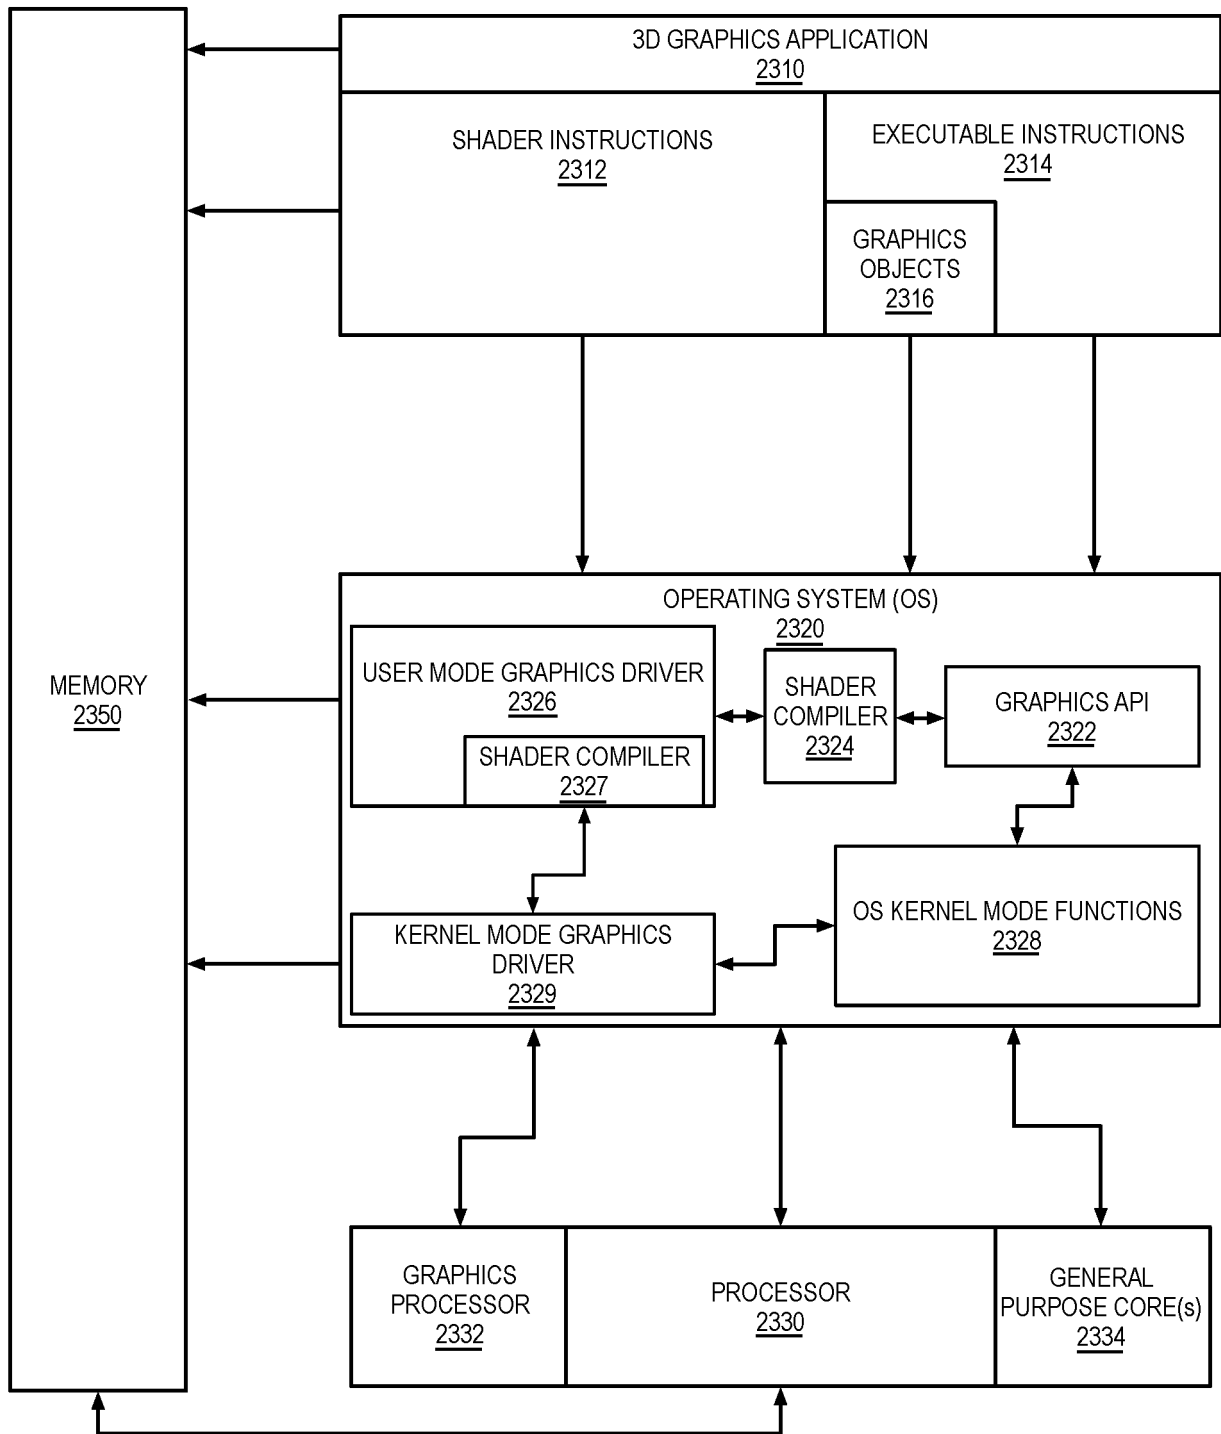 3D GRAPHICS APPLICATION
2310
SHADER INSTRUCTIONS
2312
EXECUTABLE INSTRUCTIONS
2314
GRAPHICS
OBJECTS
2316
MEMORY
2350
OPERATING SYSTEM (OS)
2320
USER MODE GRAPHICS DRIVER
2326
SHADER COMPILER
2327
SHADER
COMPILER
2324
GRAPHICS API
2322
KERNEL MODE GRAPHICS
DRIVER
2329
OS KERNEL MODE FUNCTIONS
2328
GRAPHICS
PROCESSOR
2332
PROCESSOR
2330
GENERAL
PURPOSE CORE(s)
2334